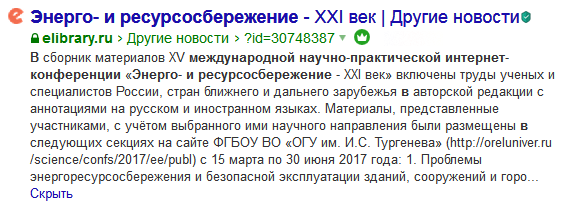 Энерго- и ресурсосбережение - XXI век | Другие новости
elibrary.ru › Другие новости › ?id=30748387
В сборник материалов XV международной научно-практической интернет-
конференции «Энерго- и ресурсосбережение - XXI век» включены труды ученых и
специалистов России, стран ближнего и дальнего зарубежья в авторской редакции с
аннотациями на русском и иностранном языках. Материалы, представленные
участниками, с учётом выбранного ими научного направления были размещены в
следующих секциях на сайте ФГБОУ ВО «ОГУ им. И.С. Тургенева» (http://oreluniver.ru
/science/confs/2017/ee/publ) с 15 марта по 30 июня 2017 года: 1. Проблемы
энергоресурсосбережения и безопасной эксплуатации зданий, сооружений и горо...
Скрыть